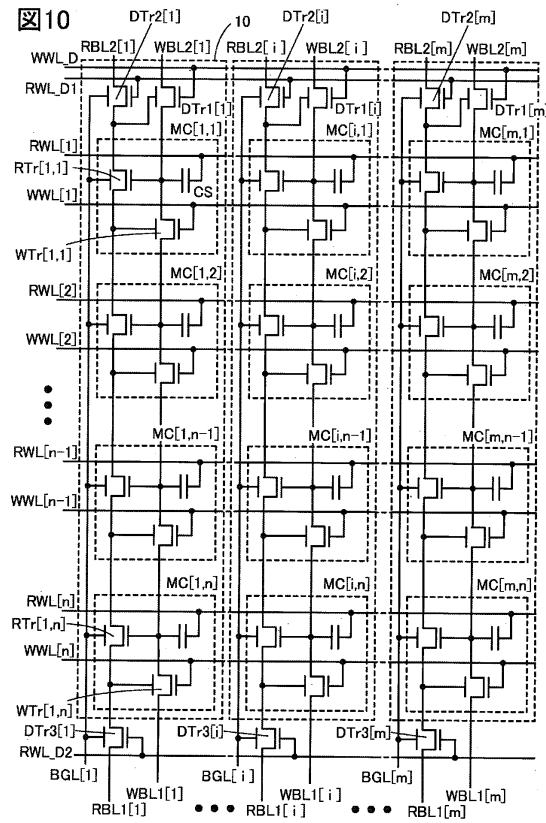 図10
DTr2[1] 10 DTr2[i] DTr2[m]
RBL2[1] WBL2[1] RBL2[i] WBL2[i] RBL2[m] WBL2[m]
WWL_D
RWL_D1
DTr1[1] DTr1[i] DTr1[m]
RWL[1] MC[1,1] MC[i,1] MC[m,1]
RTr[1,1]
CS
WWL[1]
WTr[1,1]
MC[1,2] MC[i,2] MC[m,2]
RWL[2]
WWL[2]
MC[1,n-1] MC[i,n-1] MC[m,n-1]
RWL[n-1]
WWL[n-1]
MC[1,n] MC[i,n] MC[m,n]
RWL[n]
RTr[1,n]
WWL[n]
WTr[1,n]
DTr3[1] DTr3[i] DTr3[m]
RWL_D2
BGL[1] BGL[i] BGL[m]
WBL1[1] WBL1[i] WBL1[m]
RBL1[1] RBL1[i] RBL1[m]